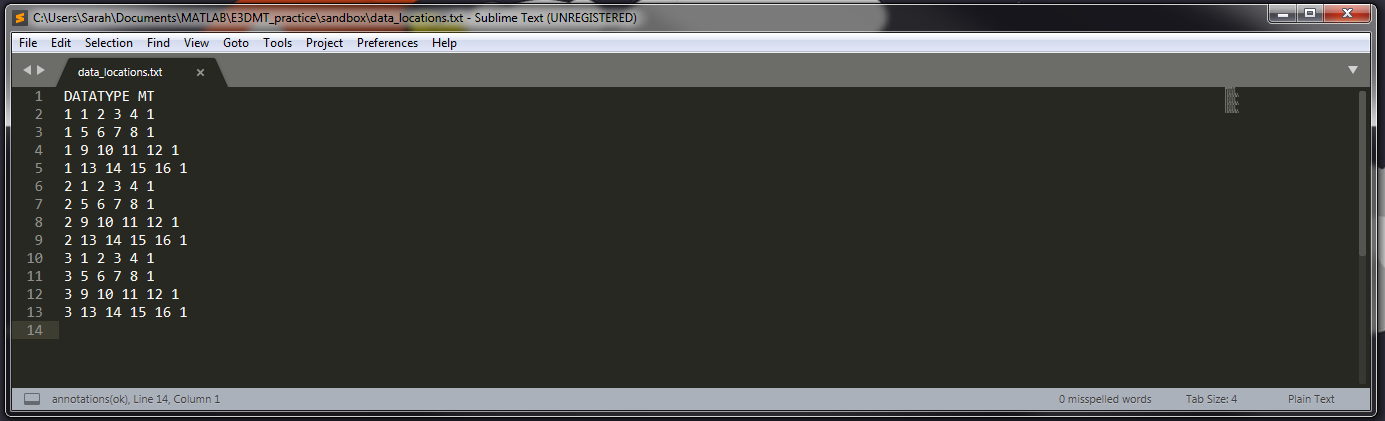 C:\Users\Sarah\Documents\MATLAB\E3DMT_practice\sandbox\data_locations.txt - Sublime Text (UNREGISTERED)
File Edit Selection Find View Goto Tools Project Preferences Help
data_locations.txt
1 DATATYPE MT
2 1 1 2 3 4 1
3 1 5 6 7 8 1
4 1 9 10 11 12 1
5 1 13 14 15 16 1
6 2 1 2 3 4 1
7 2 5 6 7 8 1
8 2 9 10 11 12 1
9 2 13 14 15 16 1
10 3 1 2 3 4 1
11 3 5 6 7 8 1
12 3 9 10 11 12 1
13 3 13 14 15 16 1
14
annotations(ok), Line 14, Column 1 0 misspelled words Tab Size: 4 Plain Text